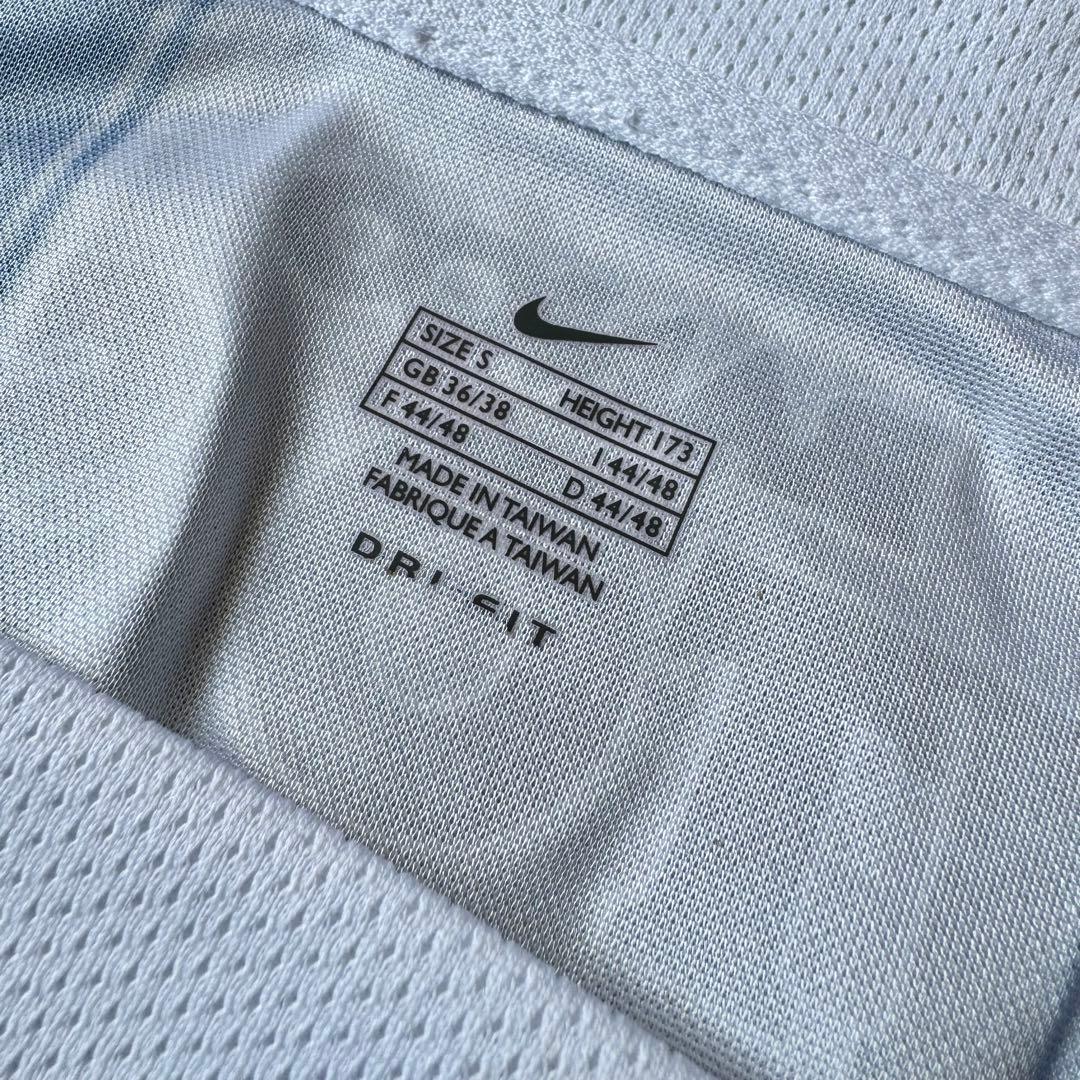 SIZE S HEIGHT 173
GB 36/38 I 44/48
F 44/48 D 44/48
MADE IN TAIWAN
FABRIQUE A TAIWAN
DRI-FIT